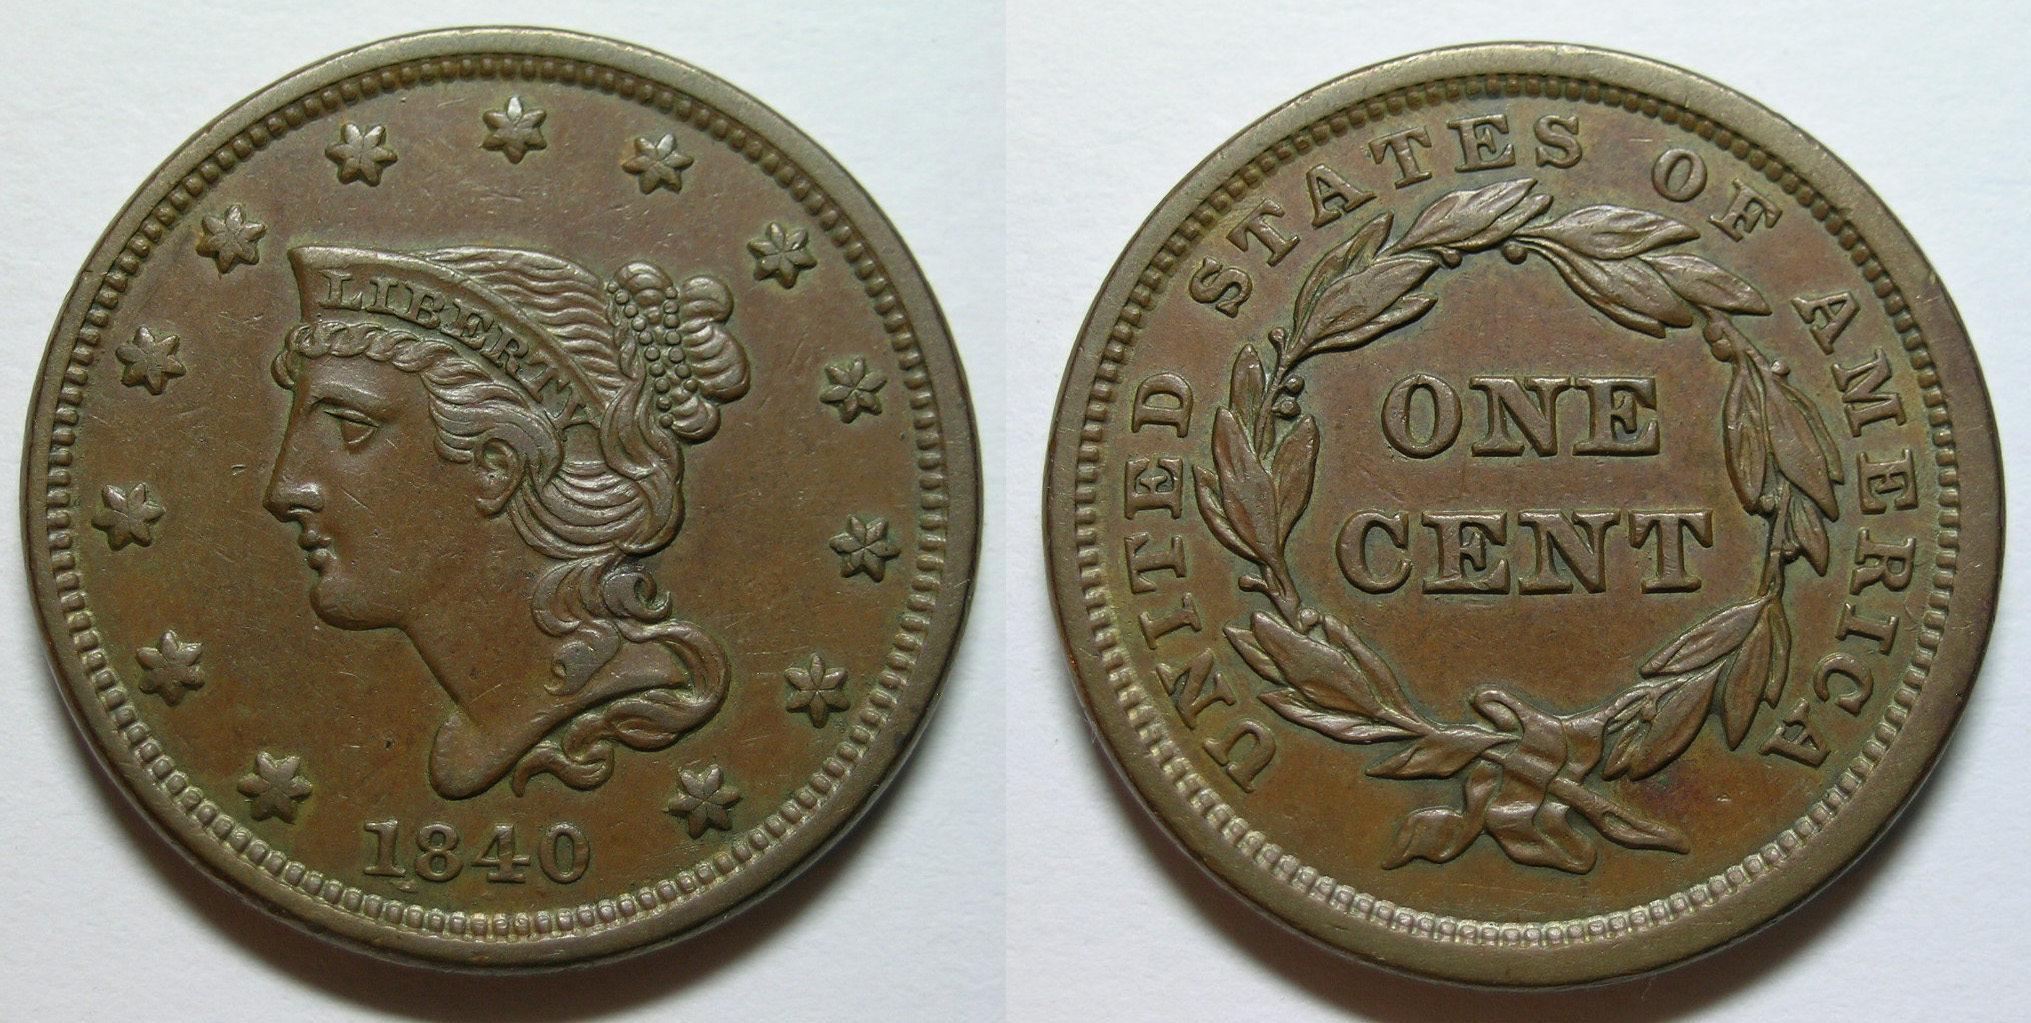 LIBERTY
1840
UNITED STATES OF AMERICA
ONE
CENT